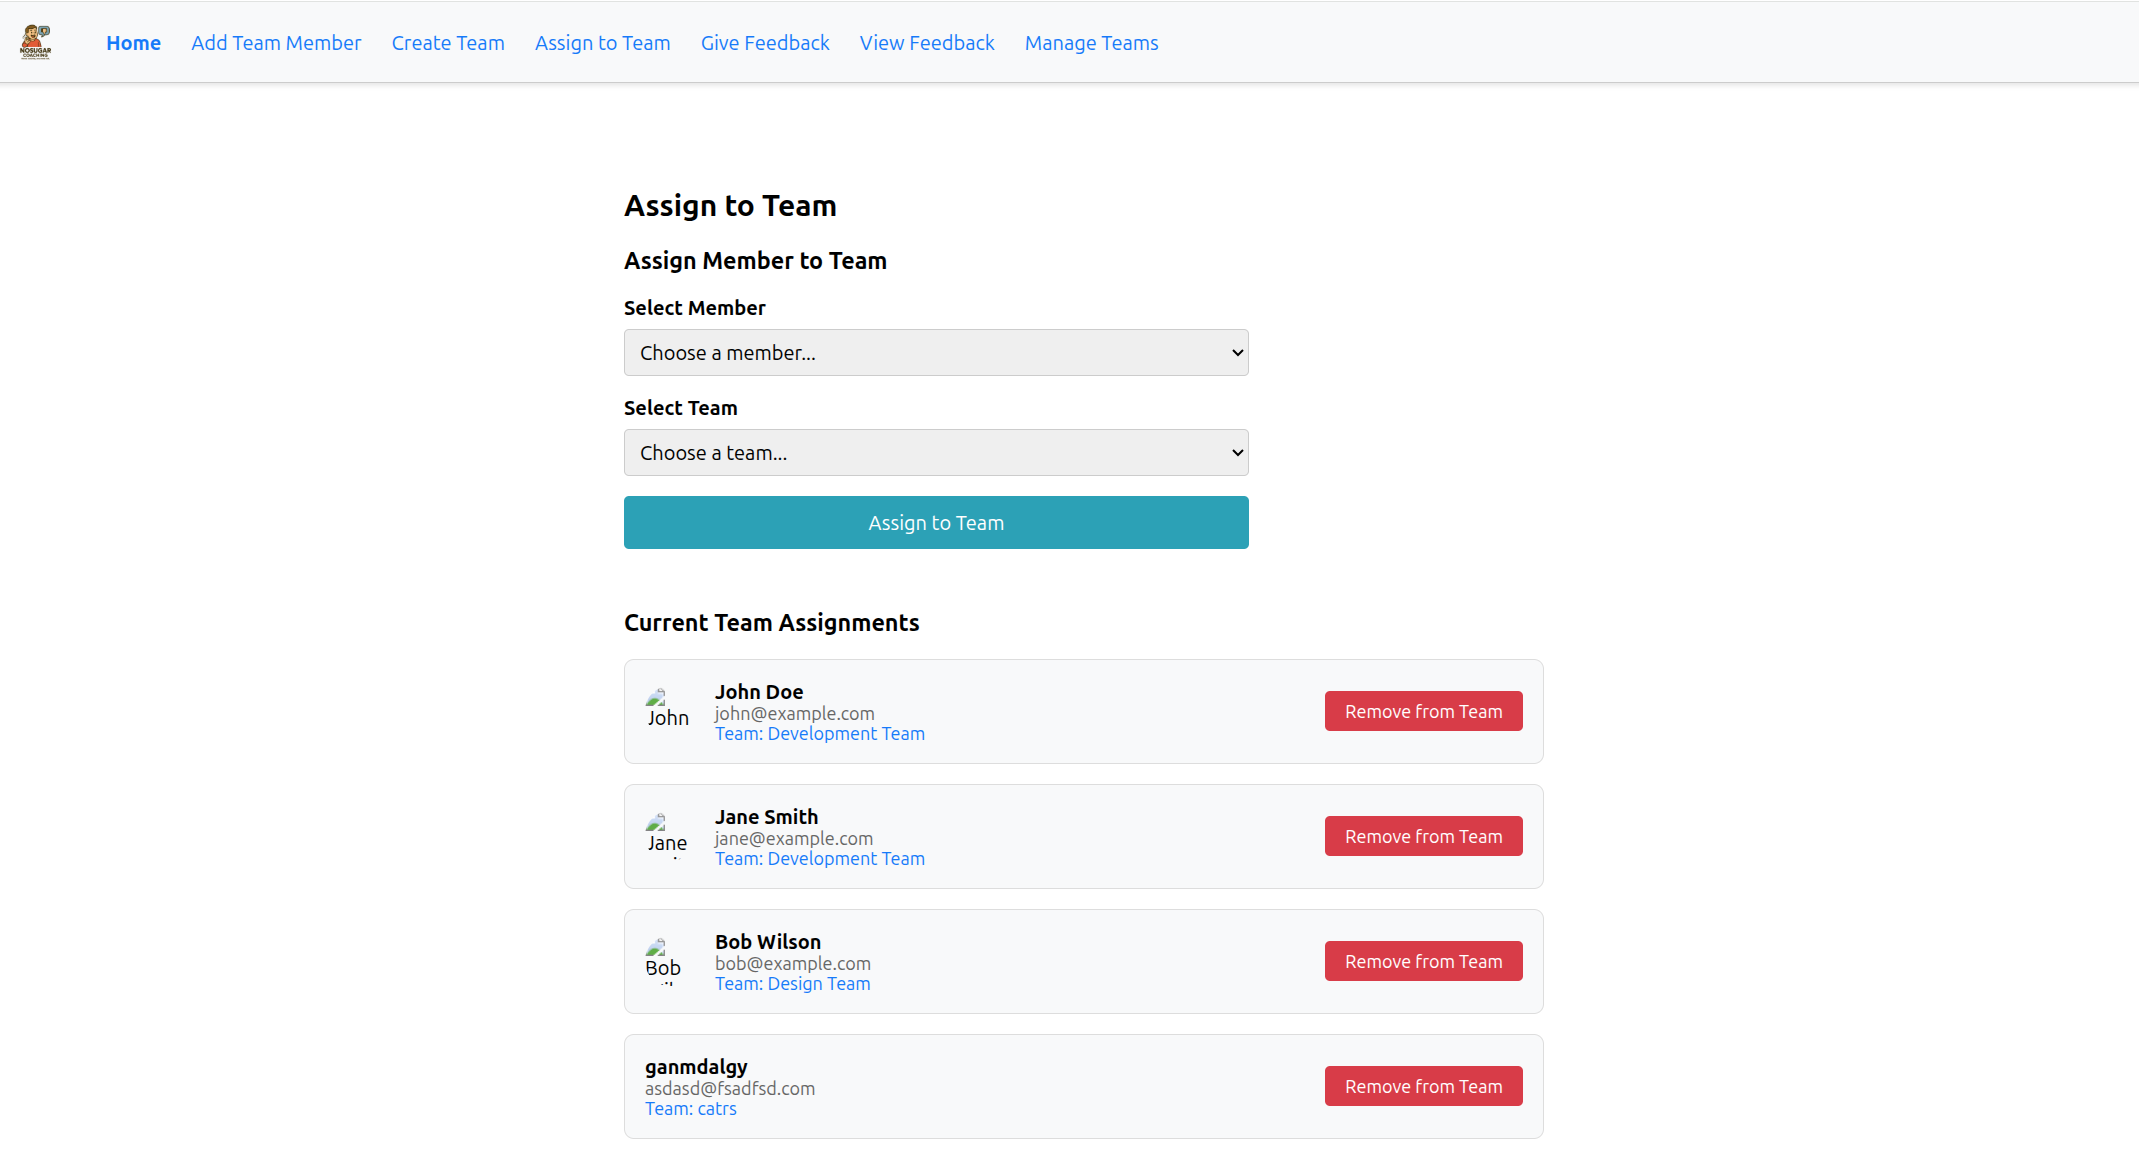 NOSUGAR
COACHING
Home
Add Team Member
Create Team
Assign to Team
Give Feedback
View Feedback
Manage Teams
Assign to Team
Assign Member to Team
Select Member
Choose a member...
Select Team
Choose a team...
Assign to Team
Current Team Assignments
John
John Doe
john@example.com
Team: Development Team
Remove from Team
Jane
Jane Smith
jane@example.com
Team: Development Team
Remove from Team
Bob
Bob Wilson
bob@example.com
Team: Design Team
Remove from Team
ganmdalgy
asdasd@fsadfsd.com
Team: catrs
Remove from Team